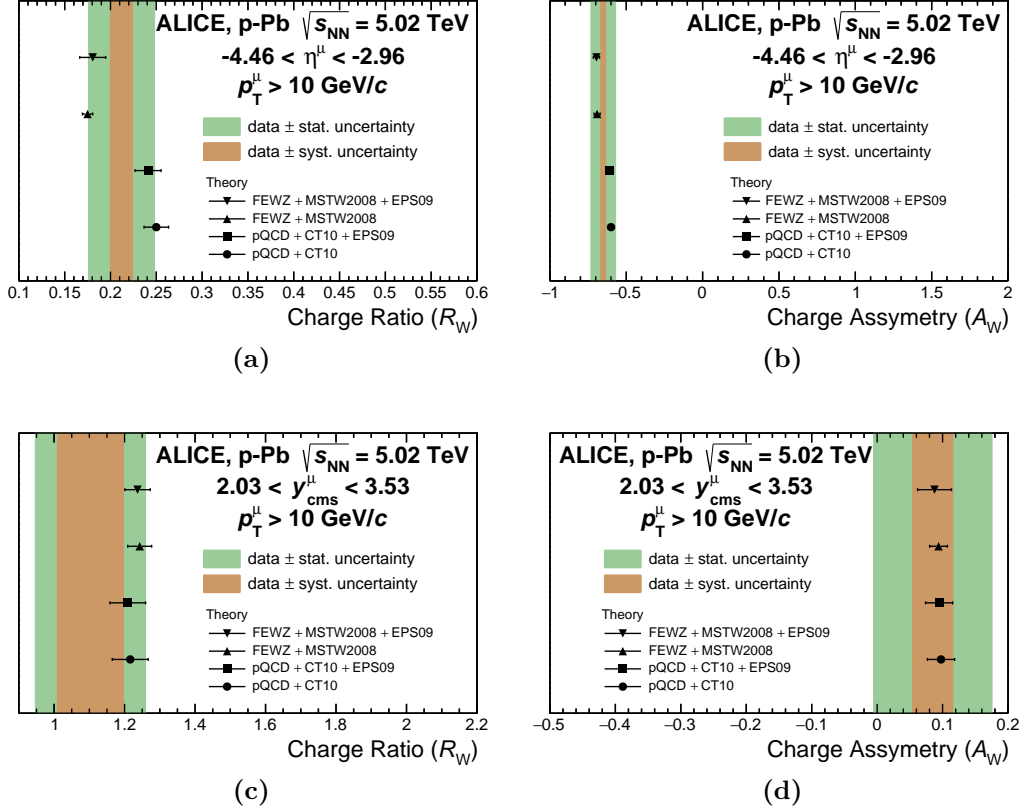 ALICE, p-Pb √sNN = 5.02 TeV
-4.46 < ημ < -2.96
pTμ > 10 GeV/c
data ± stat. uncertainty
data ± syst. uncertainty
Theory
FEWZ + MSTW2008 + EPS09
FEWZ + MSTW2008
pQCD + CT10 + EPS09
pQCD + CT10
0.1 0.15 0.2 0.25 0.3 0.35 0.4 0.45 0.5 0.55 0.6
Charge Ratio (RW)
(a)
ALICE, p-Pb √sNN = 5.02 TeV
-4.46 < ημ < -2.96
pTμ > 10 GeV/c
data ± stat. uncertainty
data ± syst. uncertainty
Theory
FEWZ + MSTW2008 + EPS09
FEWZ + MSTW2008
pQCD + CT10 + EPS09
pQCD + CT10
−1 −0.5 0 0.5 1 1.5 2
Charge Assymetry (AW)
(b)
ALICE, p-Pb √sNN = 5.02 TeV
2.03 < yμcms < 3.53
pTμ > 10 GeV/c
data ± stat. uncertainty
data ± syst. uncertainty
Theory
FEWZ + MSTW2008 + EPS09
FEWZ + MSTW2008
pQCD + CT10 + EPS09
pQCD + CT10
1 1.2 1.4 1.6 1.8 2 2.2
Charge Ratio (RW)
(c)
ALICE, p-Pb √sNN = 5.02 TeV
2.03 < yμcms < 3.53
pTμ > 10 GeV/c
data ± stat. uncertainty
data ± syst. uncertainty
Theory
FEWZ + MSTW2008 + EPS09
FEWZ + MSTW2008
pQCD + CT10 + EPS09
pQCD + CT10
−0.5 −0.4 −0.3 −0.2 −0.1 0 0.1 0.2
Charge Assymetry (AW)
(d)